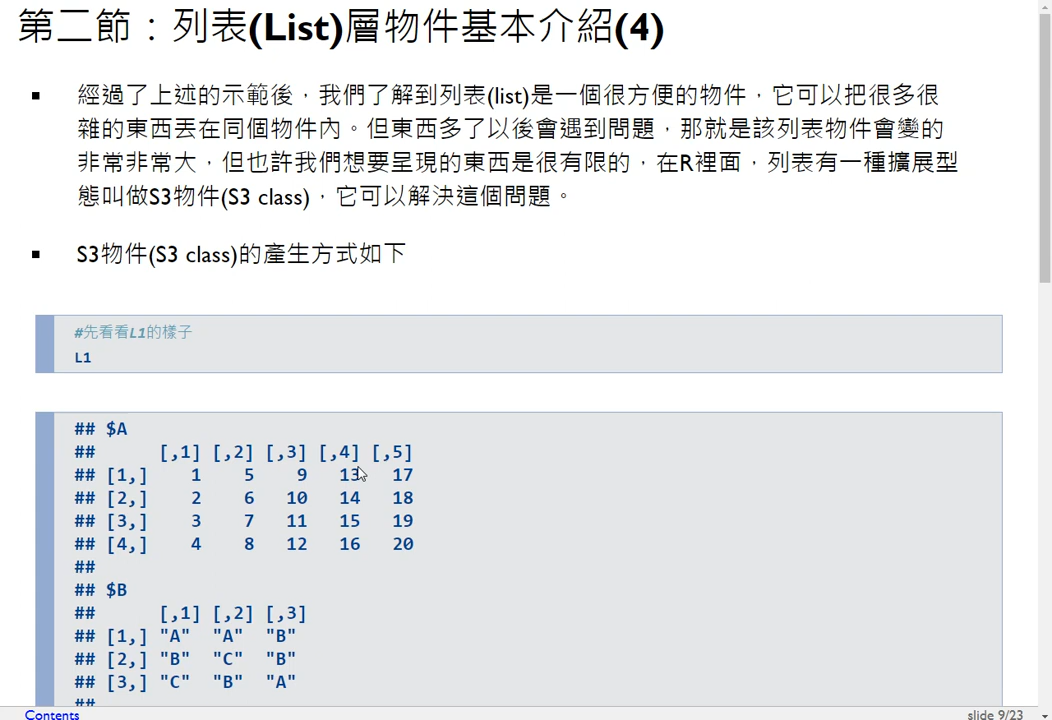 第二節：列表(List)層物件基本介紹(4)
▪ 經過了上述的示範後，我們了解到列表(list)是一個很方便的物件，它可以把很多很
雜的東西丟在同個物件內。但東西多了以後會遇到問題，那就是該列表物件會變的
非常非常大，但也許我們想要呈現的東西是很有限的，在R裡面，列表有一種擴展型
態叫做S3物件(S3 class)，它可以解決這個問題。
▪ S3物件(S3 class)的產生方式如下
#先看看L1的樣子
L1
## $A
##      [,1] [,2] [,3] [,4] [,5]
## [1,]    1    5    9   13   17
## [2,]    2    6   10   14   18
## [3,]    3    7   11   15   19
## [4,]    4    8   12   16   20
##
## $B
##      [,1] [,2] [,3]
## [1,] "A"  "A"  "B"
## [2,] "B"  "C"  "B"
## [3,] "C"  "B"  "A"
##
Contents
slide 9/23